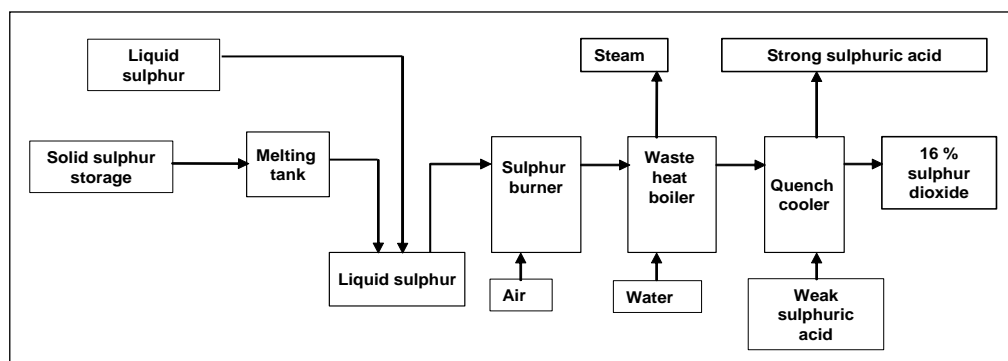 Liquid
sulphur
Steam
Strong sulphuric acid
Solid sulphur
storage
Melting
tank
Sulphur
burner
Waste
heat
boiler
Quench
cooler
16 %
sulphur
dioxide
Liquid sulphur
Air
Water
Weak
sulphuric
acid